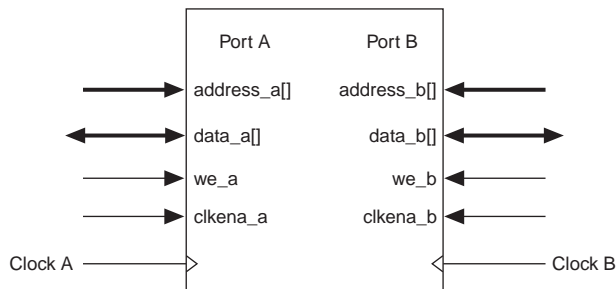 Port A Port B
address_a[] address_b[]
data_a[] data_b[]
we_a we_b
clkena_a clkena_b
Clock A Clock B